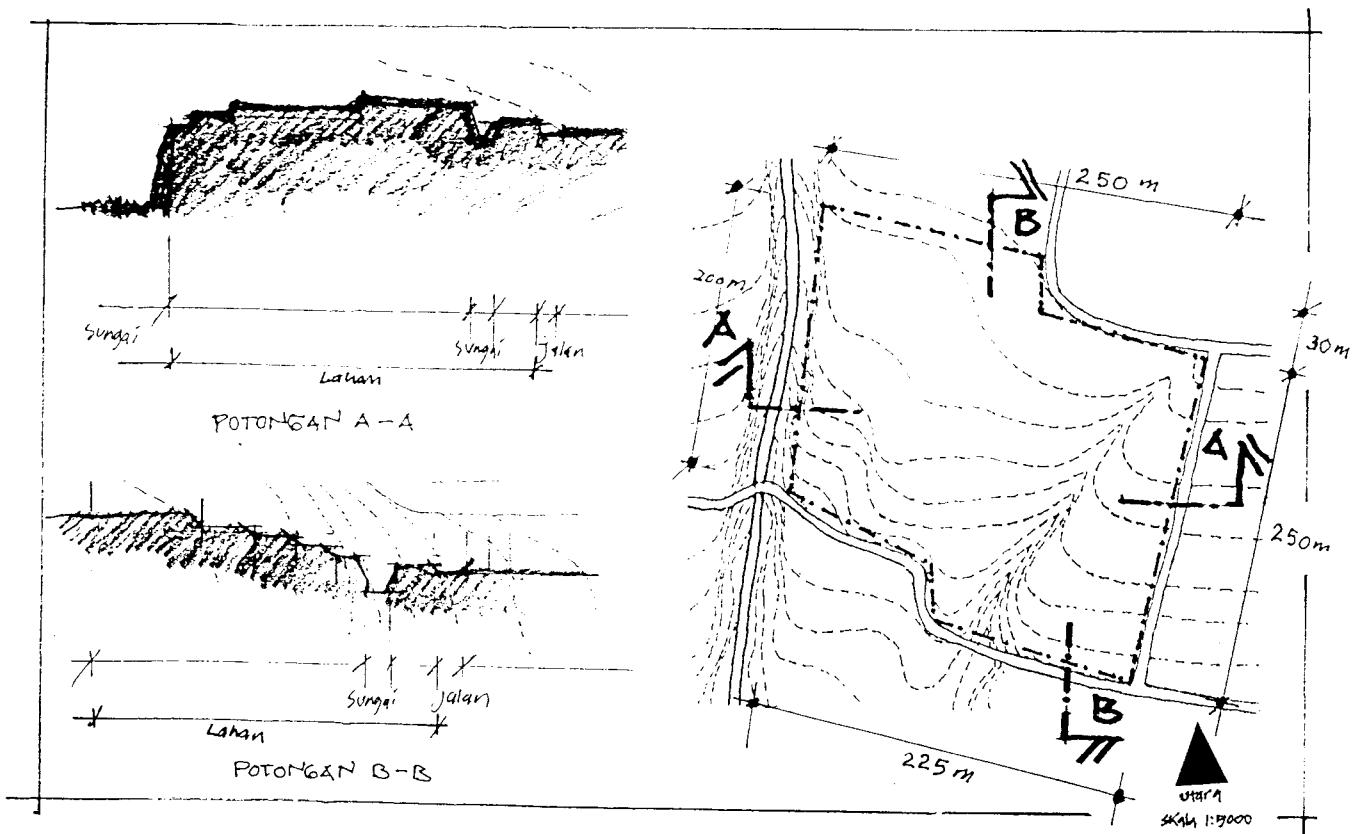 Sungai
Sungai
Jalan
Lahan
POTONGAN A-A
Sungai
Jalan
Lahan
POTONGAN B-B
250 m
B
200m
A
30m
A
250m
B
225 m
utara
skala 1:5000